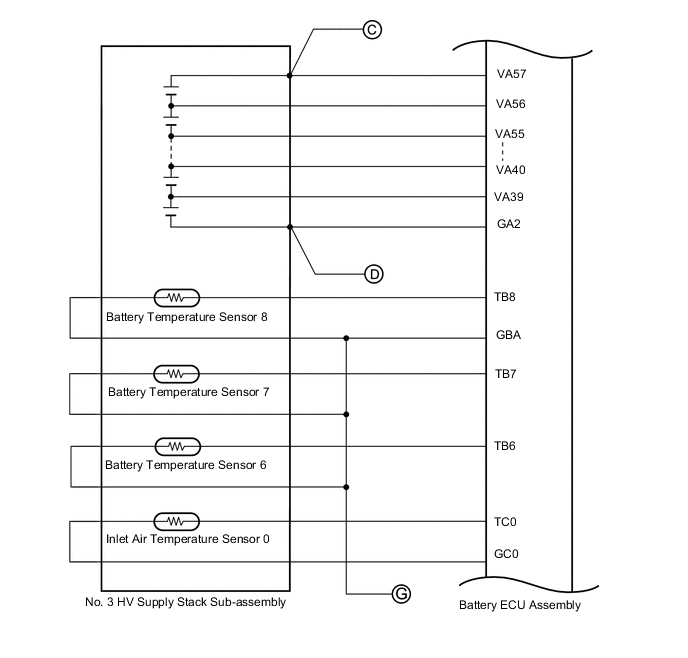 C
VA57
VA56
VA55
VA40
VA39
GA2
D
TB8
Battery Temperature Sensor 8
GBA
TB7
Battery Temperature Sensor 7
TB6
Battery Temperature Sensor 6
TC0
Inlet Air Temperature Sensor 0
GC0
G
No. 3 HV Supply Stack Sub-assembly
Battery ECU Assembly